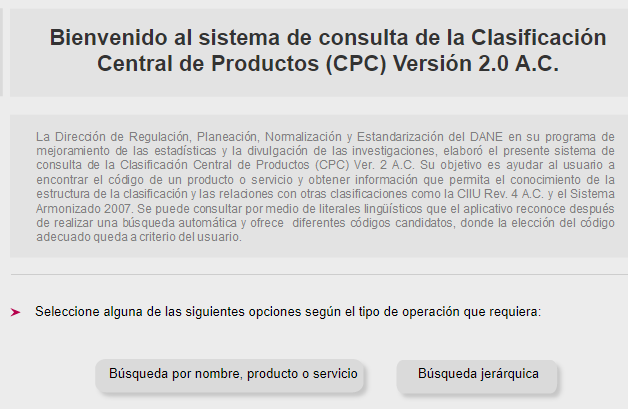 Bienvenido al sistema de consulta de la Clasificación
Central de Productos (CPC) Versión 2.0 A.C.
La Dirección de Regulación, Planeación, Normalización y Estandarización del DANE en su programa de
mejoramiento de las estadísticas y la divulgación de las investigaciones, elaboró el presente sistema de
consulta de la Clasificación Central de Productos (CPC) Ver. 2 A.C. Su objetivo es ayudar al usuario a
encontrar el código de un producto o servicio y obtener información que permita el conocimiento de la
estructura de la clasificación y las relaciones con otras clasificaciones como la CIIU Rev. 4 A.C. y el Sistema
Armonizado 2007. Se puede consultar por medio de literales lingüísticos que el aplicativo reconoce después
de realizar una búsqueda automática y ofrece diferentes códigos candidatos, donde la elección del código
adecuado queda a criterio del usuario.
Seleccione alguna de las siguientes opciones según el tipo de operación que requiera:
Búsqueda por nombre, producto o servicio
Búsqueda jerárquica